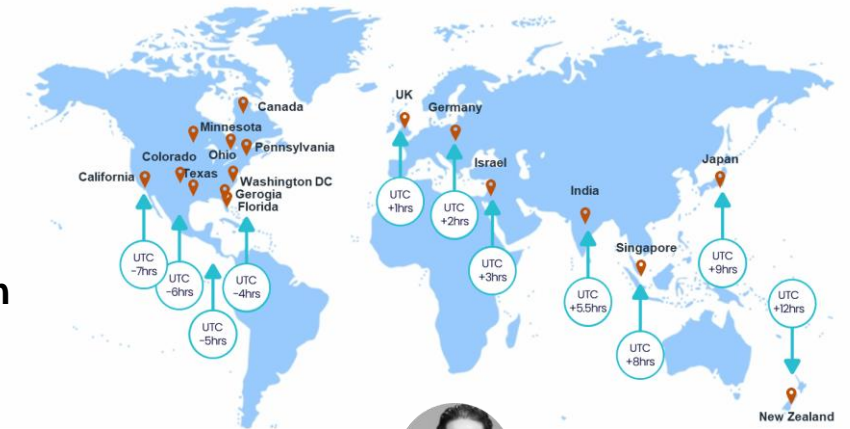 Canada
Minnesota
Colorado
Ohio
Pennsylvania
California
Texas
Washington DC
Gerogia
Florida
UTC
-7hrs
UTC
-6hrs
UTC
-5hrs
UTC
-4hrs
UK
Germany
Israel
India
Singapore
Japan
New Zealand
UTC
+1hrs
UTC
+2hrs
UTC
+3hrs
UTC
+5.5hrs
UTC
+8hrs
UTC
+9hrs
UTC
+12hrs